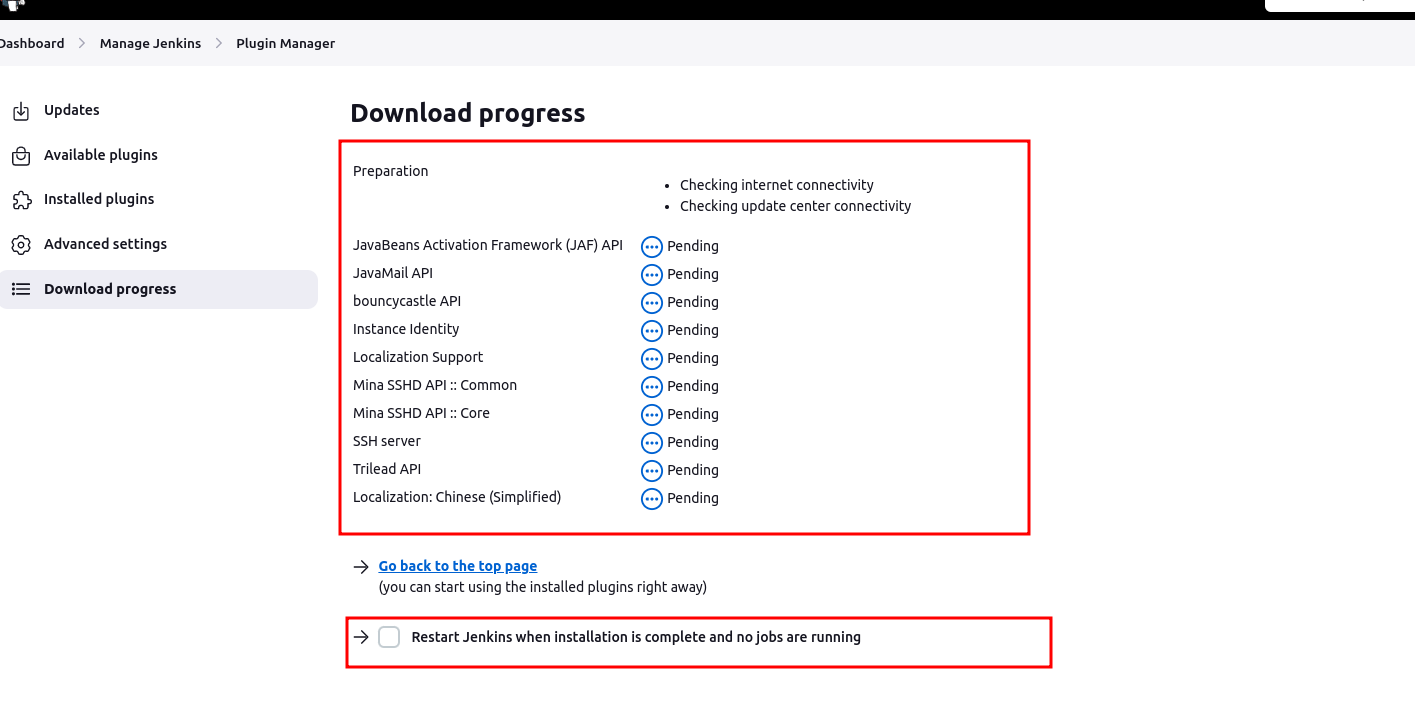 Dashboard > Manage Jenkins > Plugin Manager
Updates
Available plugins
Installed plugins
Advanced settings
Download progress
Download progress
Preparation
• Checking internet connectivity
• Checking update center connectivity
JavaBeans Activation Framework (JAF) API Pending
JavaMail API Pending
bouncycastle API Pending
Instance Identity Pending
Localization Support Pending
Mina SSHD API :: Common Pending
Mina SSHD API :: Core Pending
SSH server Pending
Trilead API Pending
Localization: Chinese (Simplified) Pending
→ Go back to the top page
(you can start using the installed plugins right away)
→ Restart Jenkins when installation is complete and no jobs are running